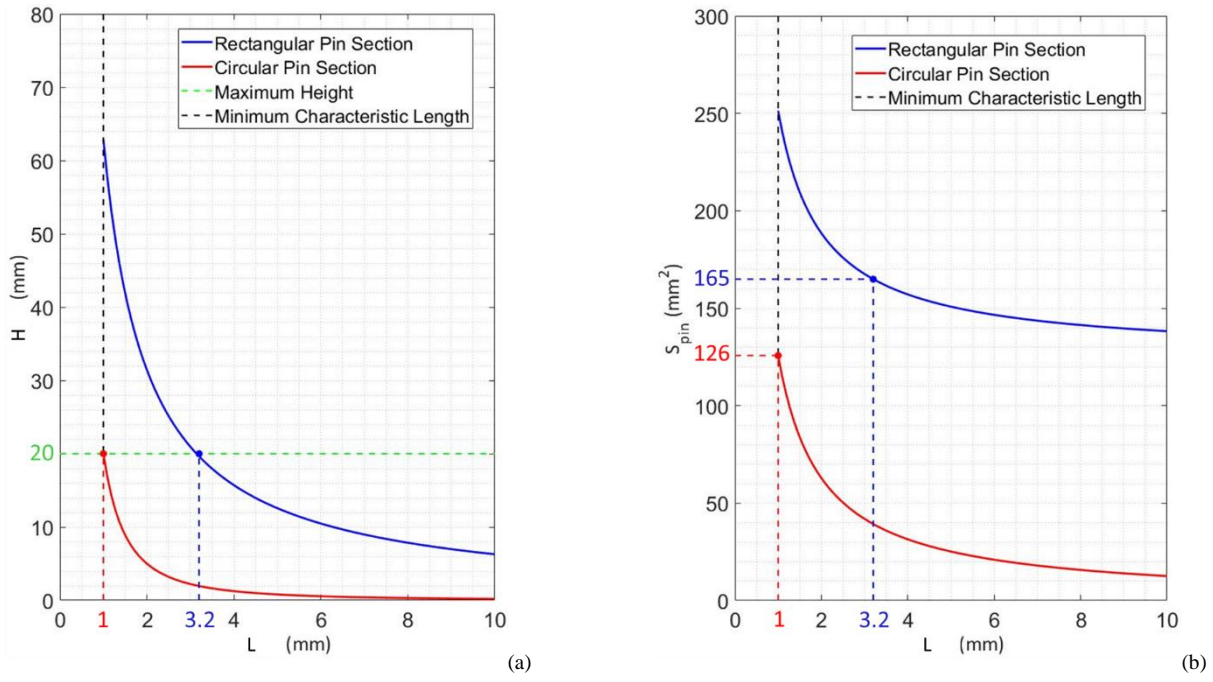 80
70
60
50
40
30
20
10
0
H (mm)
Rectangular Pin Section
Circular Pin Section
Maximum Height
Minimum Characteristic Length
0 1 2 3.2 4 6 8 10
L (mm)
(a)
300
250
200
165
150
126
100
50
0
S_pin (mm²)
Rectangular Pin Section
Circular Pin Section
Minimum Characteristic Length
0 1 2 3.2 4 6 8 10
L (mm)
(b)